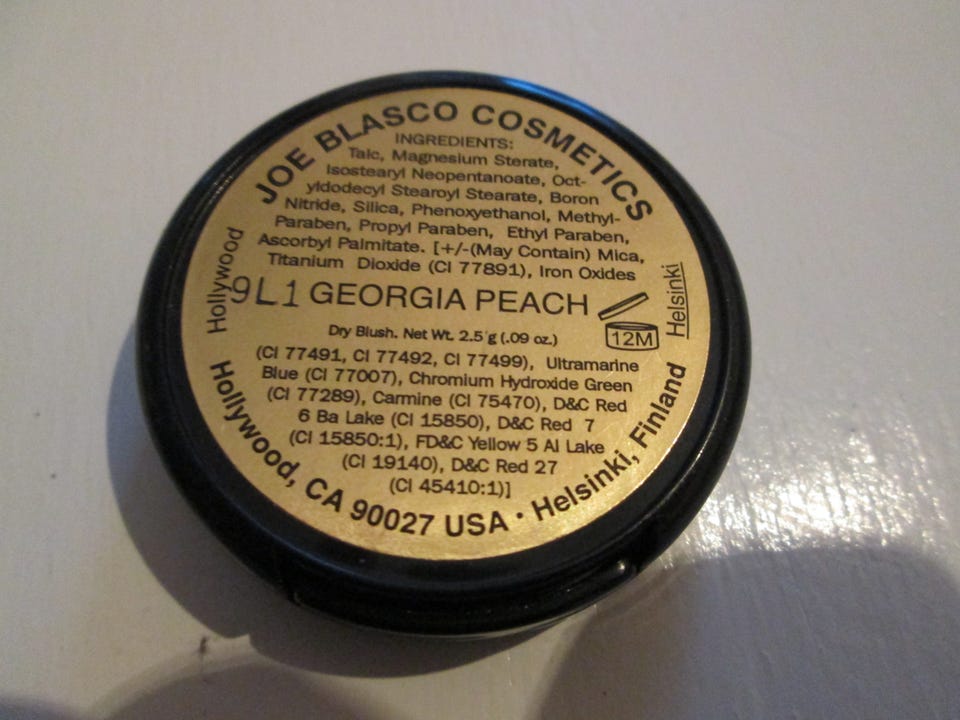 JOE BLASCO COSMETICS
INGREDIENTS:
Talc, Magnesium Sterate,
Isostearyl Neopentanoate, Oct-
yldodecyl Stearoyl Stearate, Boron
Nitride, Silica, Phenoxyethanol, Methyl-
Paraben, Propyl Paraben, Ethyl Paraben,
Ascorbyl Palmitate. [+/-(May Contain) Mica,
Titanium Dioxide (CI 77891), Iron Oxides
Hollywood
9L1 GEORGIA PEACH
12M
Helsinki
Dry Blush. Net Wt. 2.5 g (.09 oz.)
(CI 77491, CI 77492, CI 77499), Ultramarine
Blue (CI 77007), Chromium Hydroxide Green
(CI 77289), Carmine (CI 75470), D&C Red
6 Ba Lake (CI 15850), D&C Red 7
(CI 15850:1), FD&C Yellow 5 Al Lake
(CI 19140), D&C Red 27
(CI 45410:1)]
Hollywood, CA 90027 USA • Helsinki, Finland